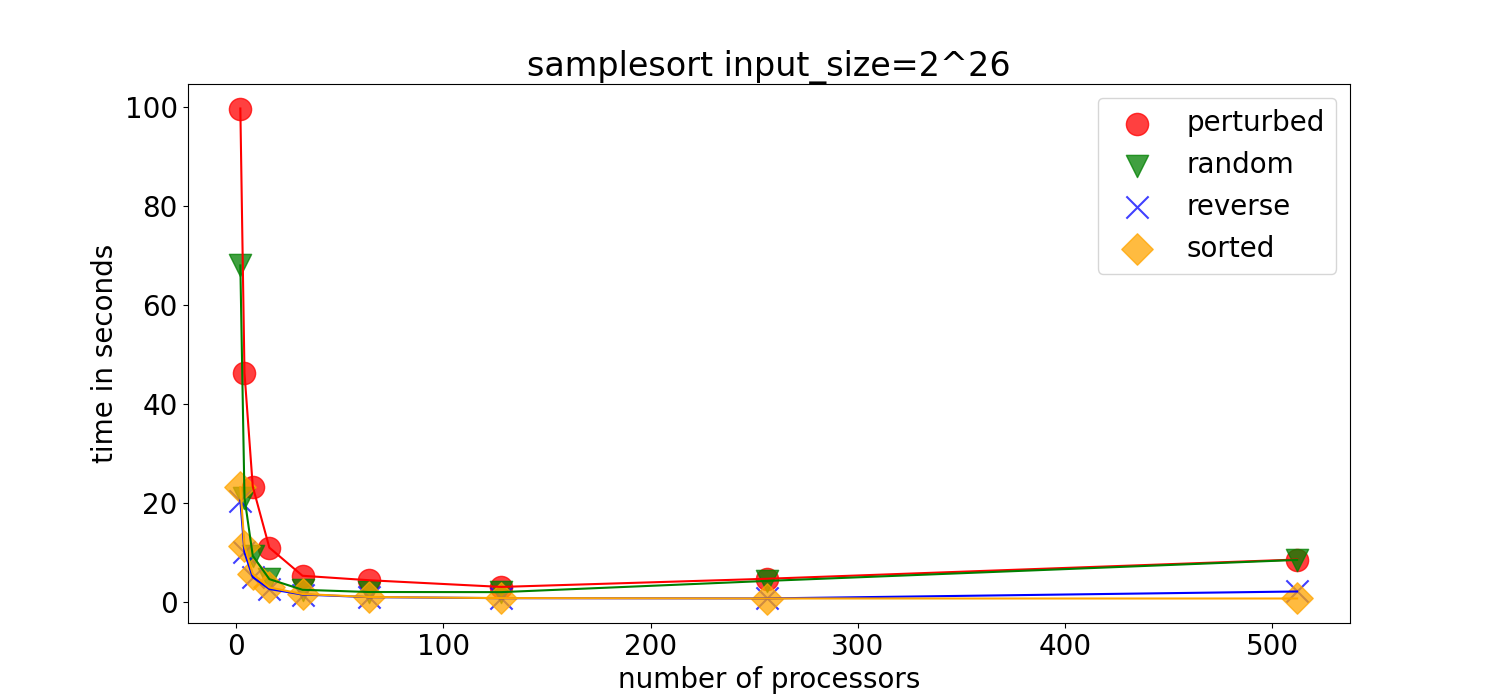 samplesort input_size=2^26
time in seconds
100
80
60
40
20
0
perturbed
random
reverse
sorted
0 100 200 300 400 500
number of processors